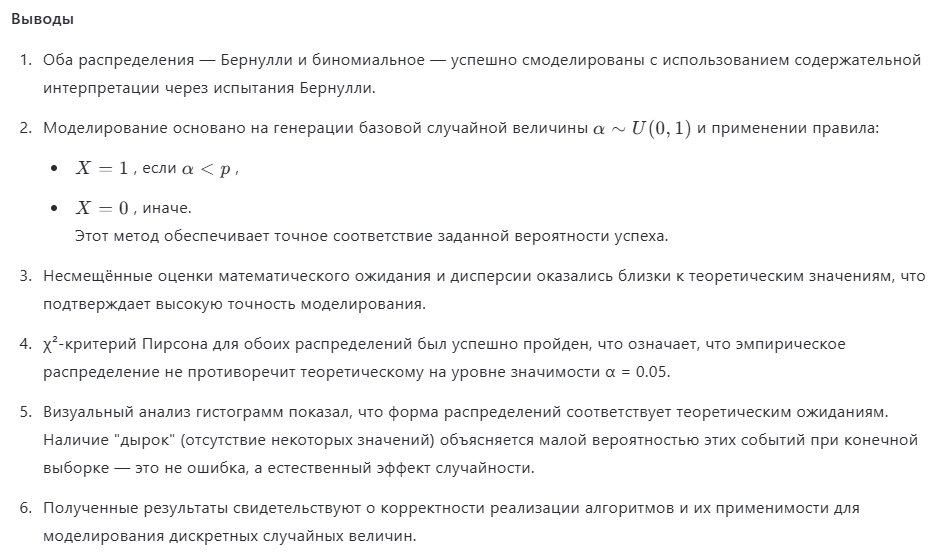 Выводы
1. Оба распределения — Бернулли и биномиальное — успешно смоделированы с использованием содержательной
интерпретации через испытания Бернулли.
2. Моделирование основано на генерации базовой случайной величины α ∼ U(0, 1) и применении правила:
• X = 1 , если α < p ,
• X = 0 , иначе.
Этот метод обеспечивает точное соответствие заданной вероятности успеха.
3. Несмещённые оценки математического ожидания и дисперсии оказались близки к теоретическим значениям, что
подтверждает высокую точность моделирования.
4. χ²-критерий Пирсона для обоих распределений был успешно пройден, что означает, что эмпирическое
распределение не противоречит теоретическому на уровне значимости α = 0.05.
5. Визуальный анализ гистограмм показал, что форма распределений соответствует теоретическим ожиданиям.
Наличие "дырок" (отсутствие некоторых значений) объясняется малой вероятностью этих событий при конечной
выборке — это не ошибка, а естественный эффект случайности.
6. Полученные результаты свидетельствуют о корректности реализации алгоритмов и их применимости для
моделирования дискретных случайных величин.